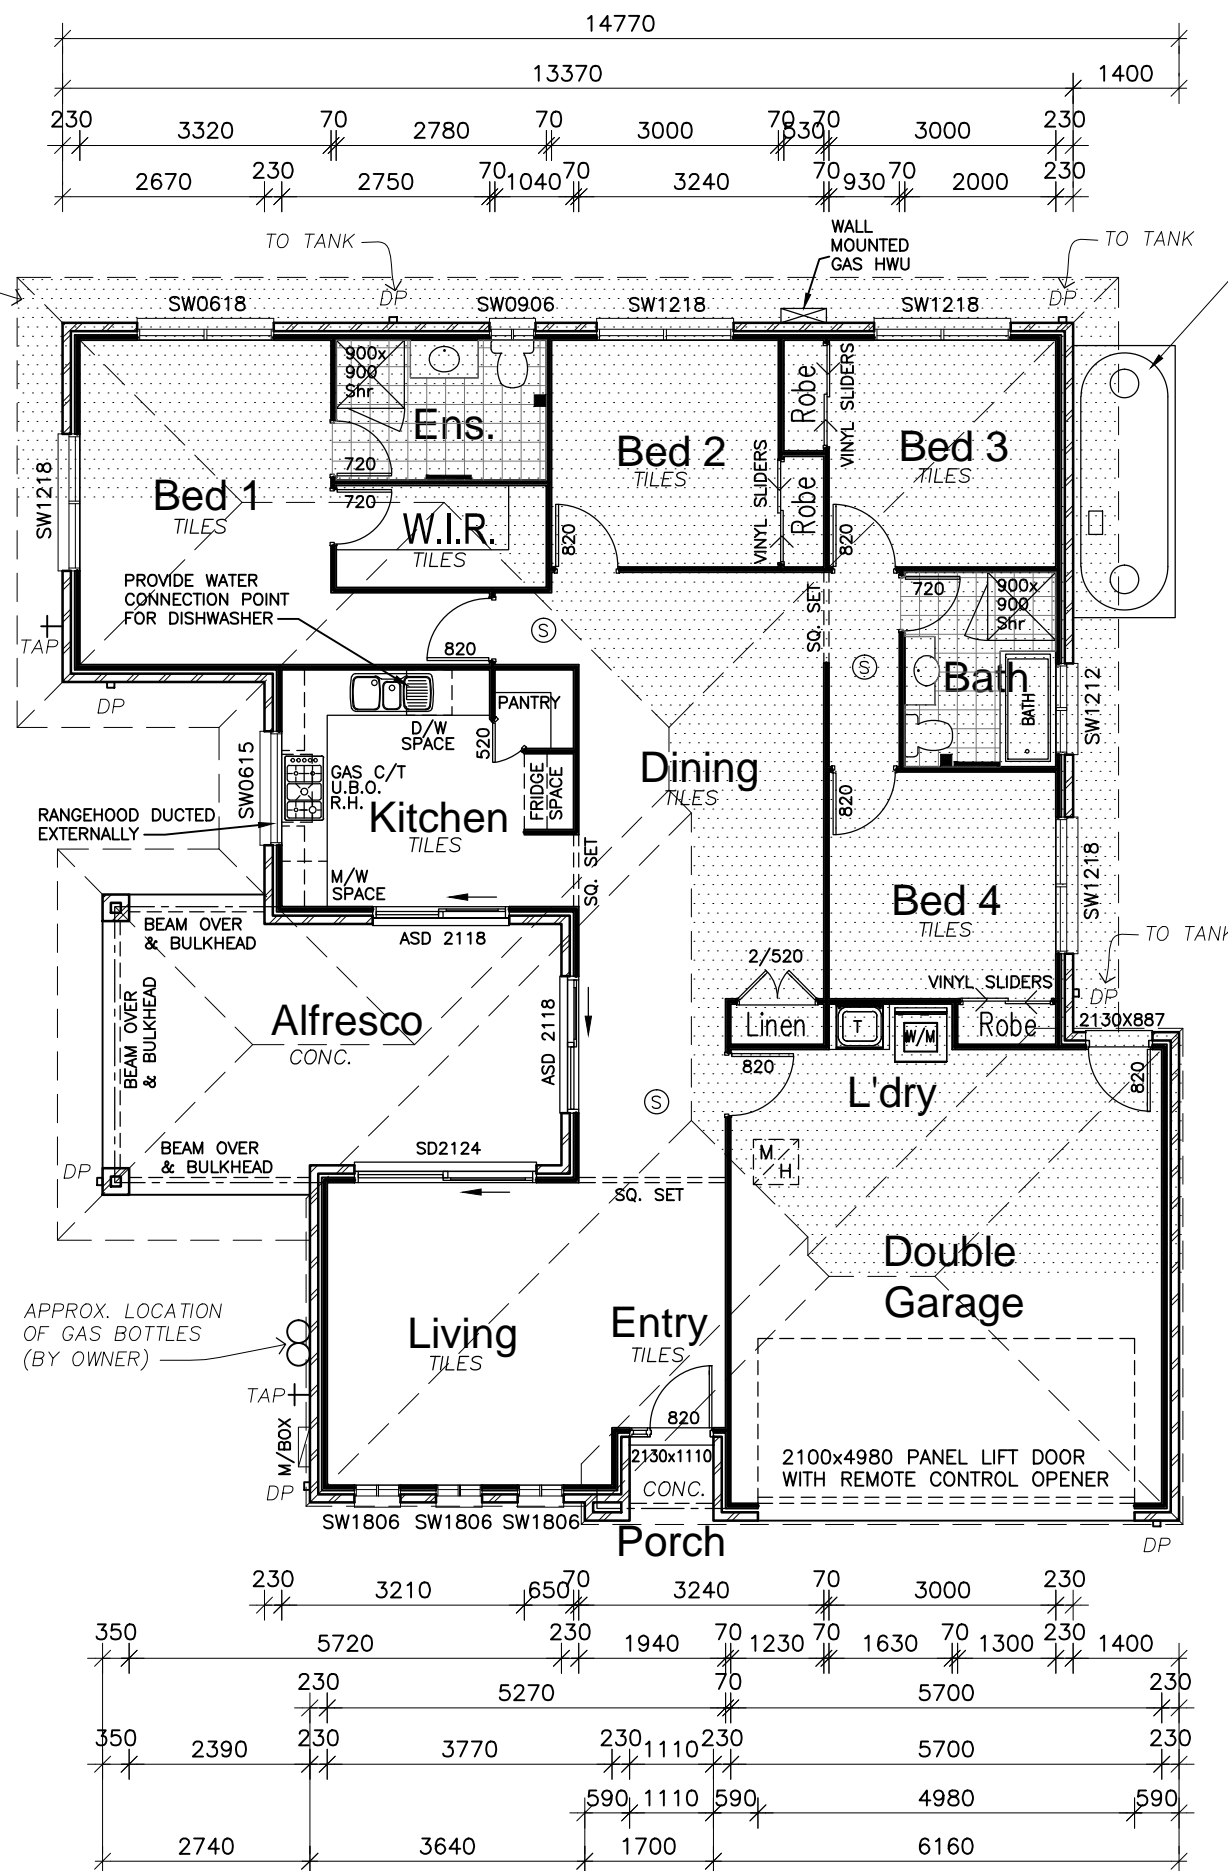 14770
13370 1400
230 3320 70 2780 70 3000 70 830 70 3000 230
2670 230 2750 70 1040 70 3240 70 930 70 2000 230
TO TANK
WALL
MOUNTED
GAS HWU
TO TANK
DP
DP
SW0618
SW0906
SW1218
SW1218
900x
900
Shr
Ens.
720
720
Bed 1
TILES
SW1218
W.I.R.
TILES
Bed 2
TILES
820
VINYL SLIDERS
Robe
Robe
VINYL SLIDERS
Bed 3
TILES
820
PROVIDE WATER
CONNECTION POINT
FOR DISHWASHER
TAP
DP
820
S
SQ. SET
S
720
900x
900
Shr
Bath
BATH
SW1212
D/W
SPACE
PANTRY
520
SW0615
GAS C/T
U.B.O.
R.H.
Kitchen
TILES
FRIDGE
SPACE
SQ. SET
RANGEHOOD DUCTED
EXTERNALLY
M/W
SPACE
Dining
TILES
820
Bed 4
TILES
SW1218
TO TANK
DP
BEAM OVER
& BULKHEAD
ASD 2118
BEAM OVER
& BULKHEAD
Alfresco
CONC.
ASD 2118
2/520
Linen
VINYL SLIDERS
T
W/M
Robe
2130X887
820
820
L'dry
S
M
H
DP
BEAM OVER
& BULKHEAD
SD2124
SQ. SET
Double
Garage
APPROX. LOCATION
OF GAS BOTTLES
(BY OWNER)
Living
TILES
Entry
TILES
TAP
M/BOX
DP
820
2130x1110
CONC.
2100x4980 PANEL LIFT DOOR
WITH REMOTE CONTROL OPENER
SW1806 SW1806 SW1806
Porch
DP
230 3210 650 70 3240 70 3000 230
350 5720 230 1940 70 1230 70 1630 70 1300 230 1400
230 5270 70 5700 230
350 2390 230 3770 230 1110 230 5700 230
590 1110 590 4980 590
2740 3640 1700 6160